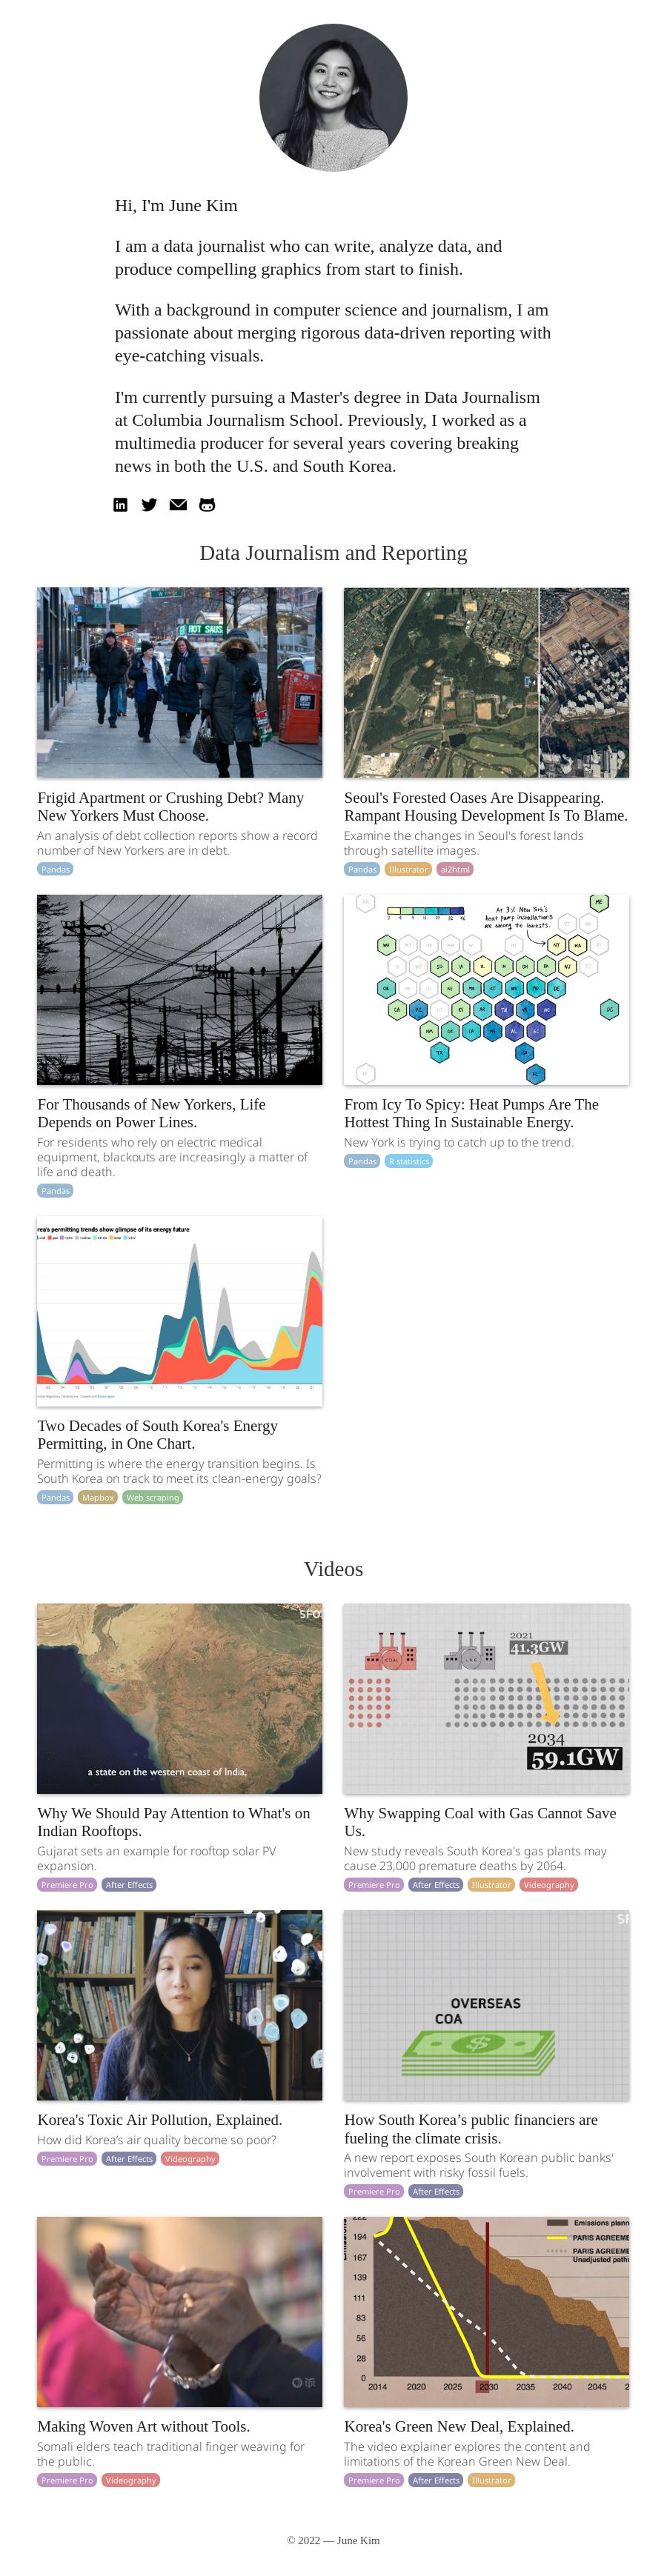 Hi, I'm June Kim
I am a data journalist who can write, analyze data, and
produce compelling graphics from start to finish.
With a background in computer science and journalism, I am
passionate about merging rigorous data-driven reporting with
eye-catching visuals.
I'm currently pursuing a Master's degree in Data Journalism
at Columbia Journalism School. Previously, I worked as a
multimedia producer for several years covering breaking
news in both the U.S. and South Korea.
in
Data Journalism and Reporting
HOT SAUS
Frigid Apartment or Crushing Debt? Many
New Yorkers Must Choose.
An analysis of debt collection reports show a record
number of New Yorkers are in debt.
Pandas
Seoul's Forested Oases Are Disappearing.
Rampant Housing Development Is To Blame.
Examine the changes in Seoul's forest lands
through satellite images.
Pandas Illustrator ai2html
For Thousands of New Yorkers, Life
Depends on Power Lines.
For residents who rely on electric medical
equipment, blackouts are increasingly a matter of
life and death.
Pandas
At 3% New York's
heat pump installations
are among the lowests.
ME
NY MA
NJ
DE
DC
CA
TX
From Icy To Spicy: Heat Pumps Are The
Hottest Thing In Sustainable Energy.
New York is trying to catch up to the trend.
Pandas R statistics
rea's permitting trends show glimpse of its energy future
Two Decades of South Korea's Energy
Permitting, in One Chart.
Permitting is where the energy transition begins. Is
South Korea on track to meet its clean-energy goals?
Pandas Mapbox Web scraping
Videos
SFO
a state on the western coast of India,
Why We Should Pay Attention to What's on
Indian Rooftops.
Gujarat sets an example for rooftop solar PV
expansion.
Premiere Pro After Effects
COAL
2021
41.3GW
2034
59.1GW
Why Swapping Coal with Gas Cannot Save
Us.
New study reveals South Korea's gas plants may
cause 23,000 premature deaths by 2064.
Premiere Pro After Effects Illustrator Videography
Korea's Toxic Air Pollution, Explained.
How did Korea's air quality become so poor?
Premiere Pro After Effects Videography
SF
OVERSEAS
COA
$
How South Korea’s public financiers are
fueling the climate crisis.
A new report exposes South Korean public banks'
involvement with risky fossil fuels.
Premiere Pro After Effects
tpt
Making Woven Art without Tools.
Somali elders teach traditional finger weaving for
the public.
Premiere Pro Videography
Emissions
222
194
167
139
111
83
56
28
0
2014 2020 2025 2030 2035 2040 2045 2
Emissions plann
PARIS AGREEME
PARIS AGREEME
Unadjusted path
Korea's Green New Deal, Explained.
The video explainer explores the content and
limitations of the Korean Green New Deal.
Premiere Pro After Effects Illustrator
© 2022 — June Kim